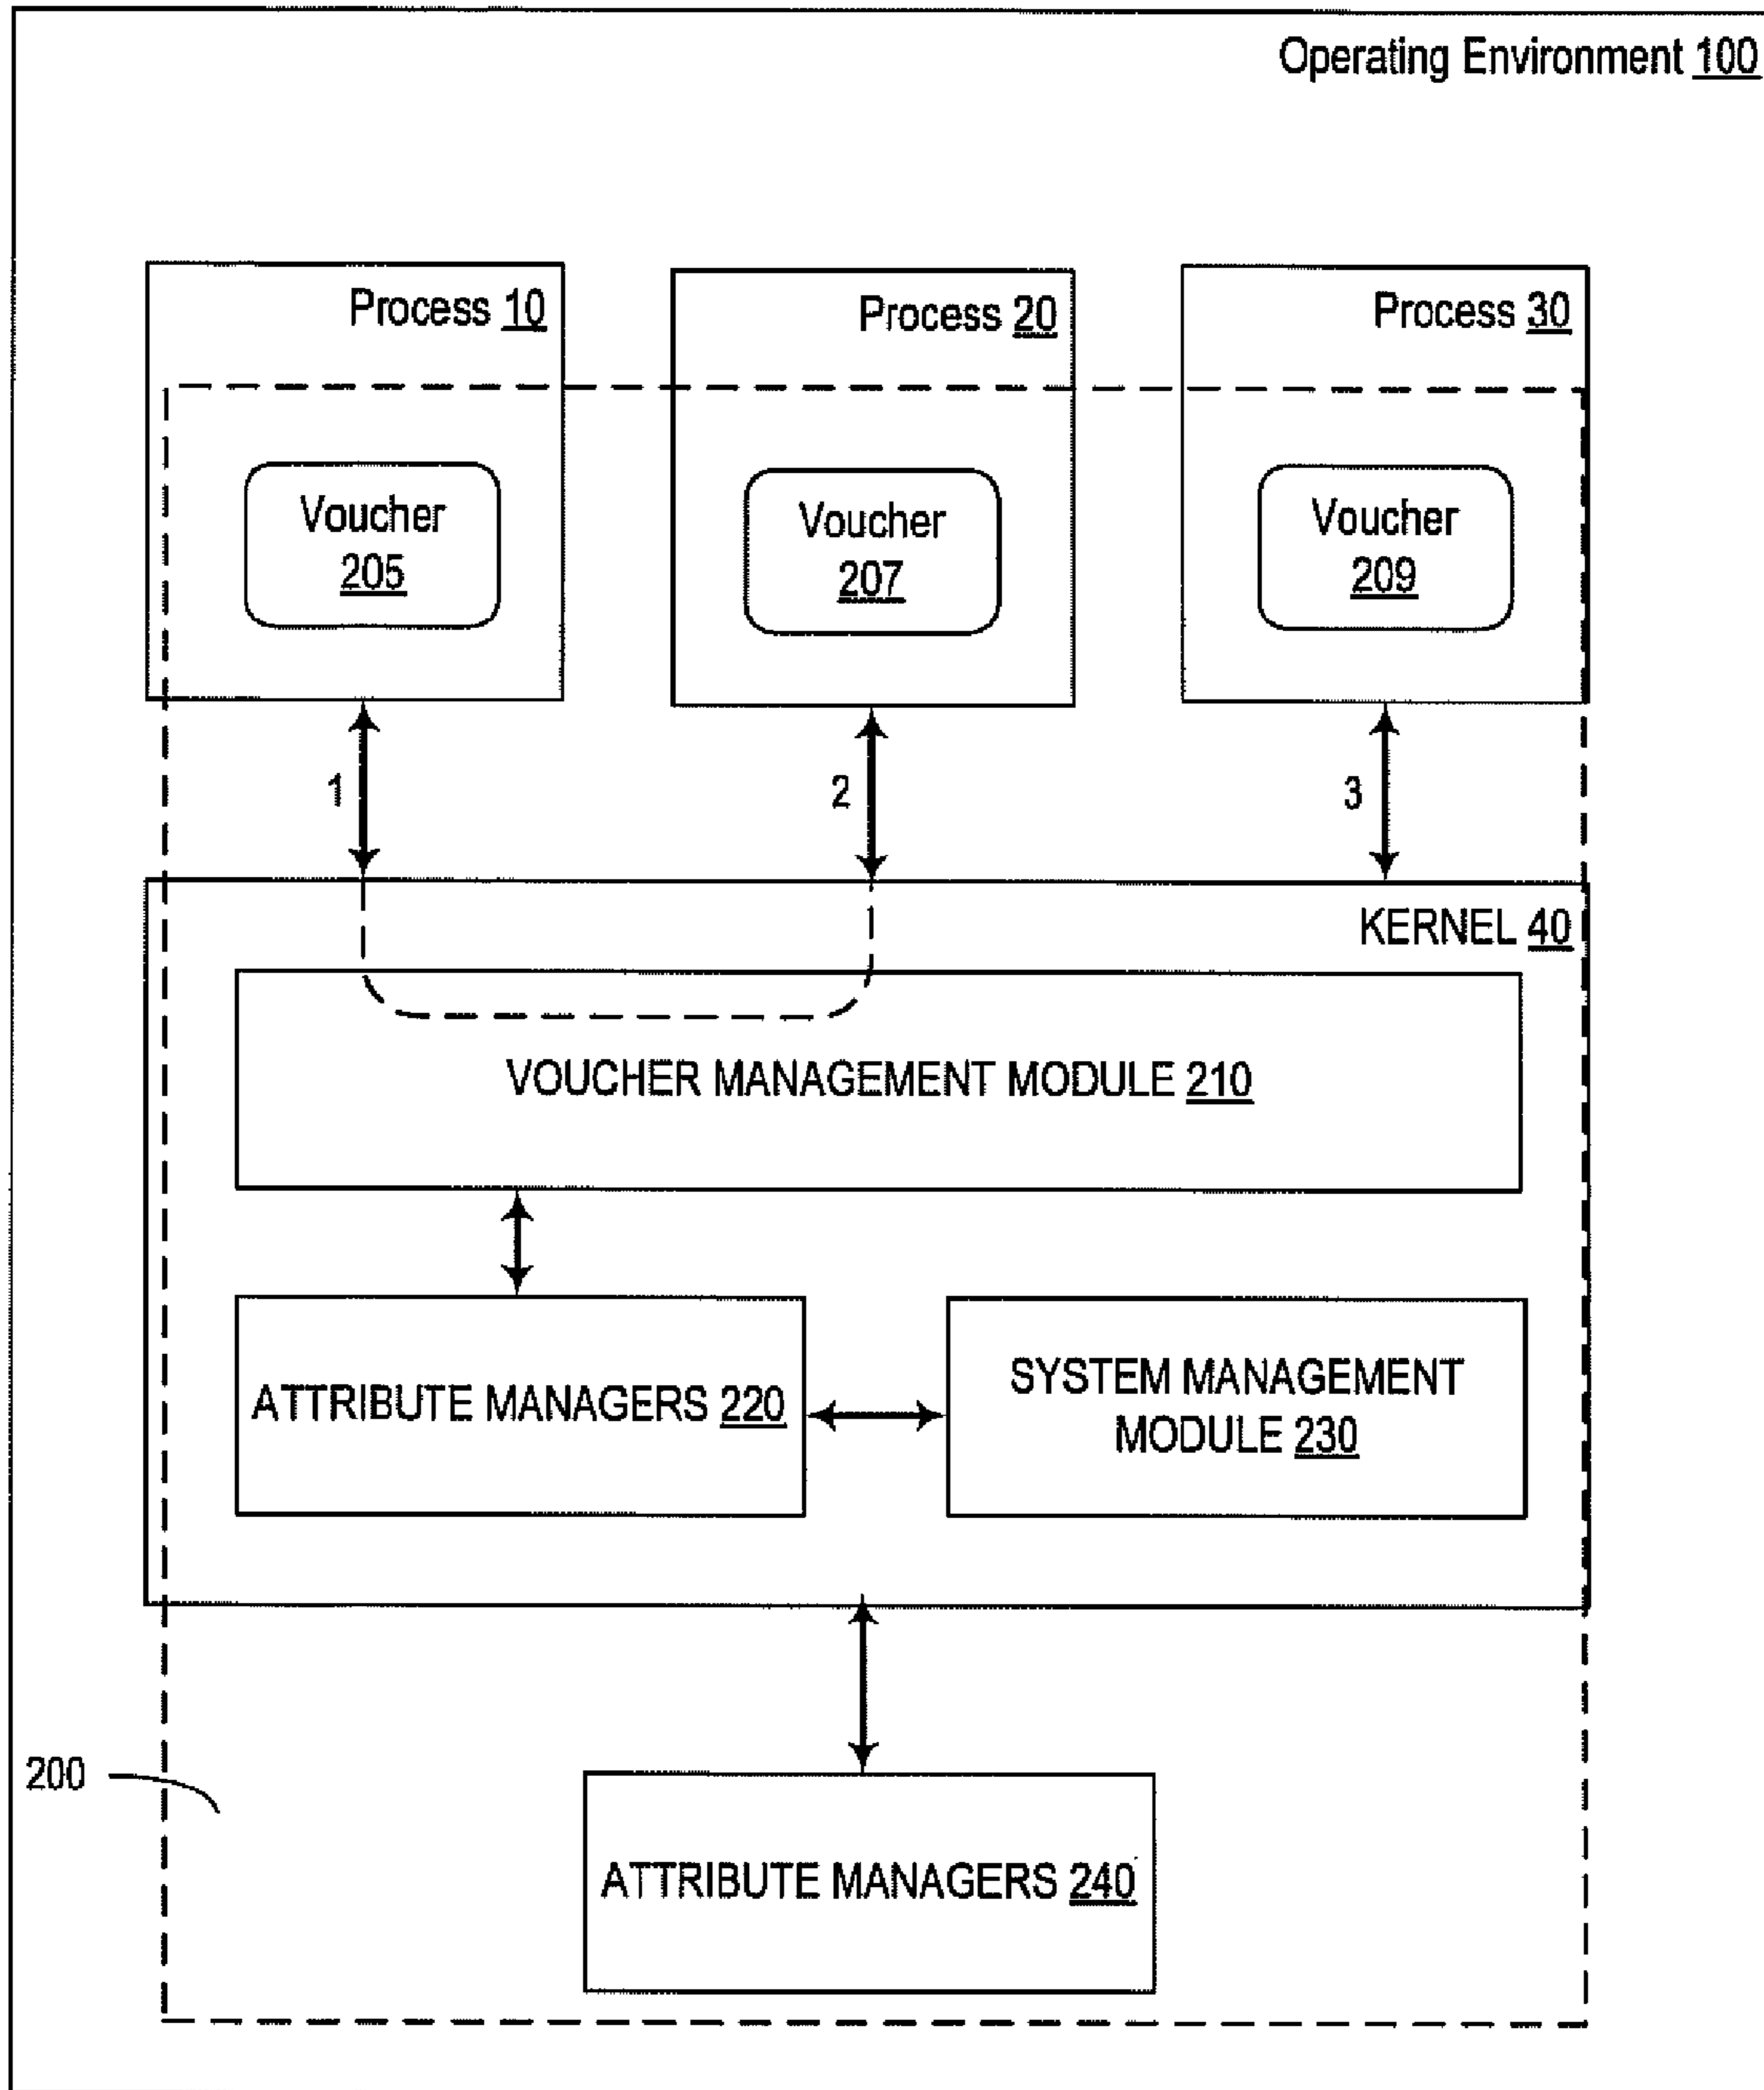 Operating Environment 100
Process 10
Process 20
Process 30
Voucher
205
Voucher
207
Voucher
209
1
2
3
KERNEL 40
VOUCHER MANAGEMENT MODULE 210
ATTRIBUTE MANAGERS 220
SYSTEM MANAGEMENT
MODULE 230
200
ATTRIBUTE MANAGERS 240